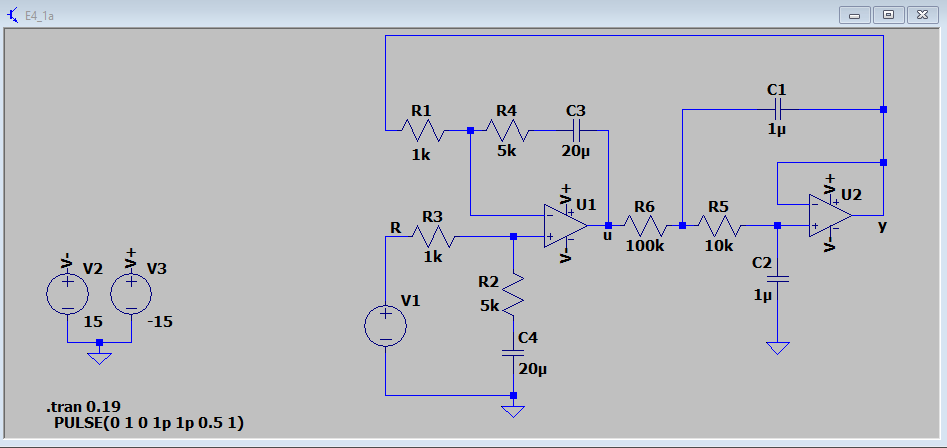 E4_1a
C1
1µ
R1
1k
R4
5k
C3
20µ
V+
U1
V-
u
R6
100k
R5
10k
V+
U2
V-
y
R
R3
1k
R2
5k
C2
1µ
V-
V2
15
V+
V3
-15
V1
C4
20µ
.tran 0.19
PULSE(0 1 0 1p 1p 0.5 1)